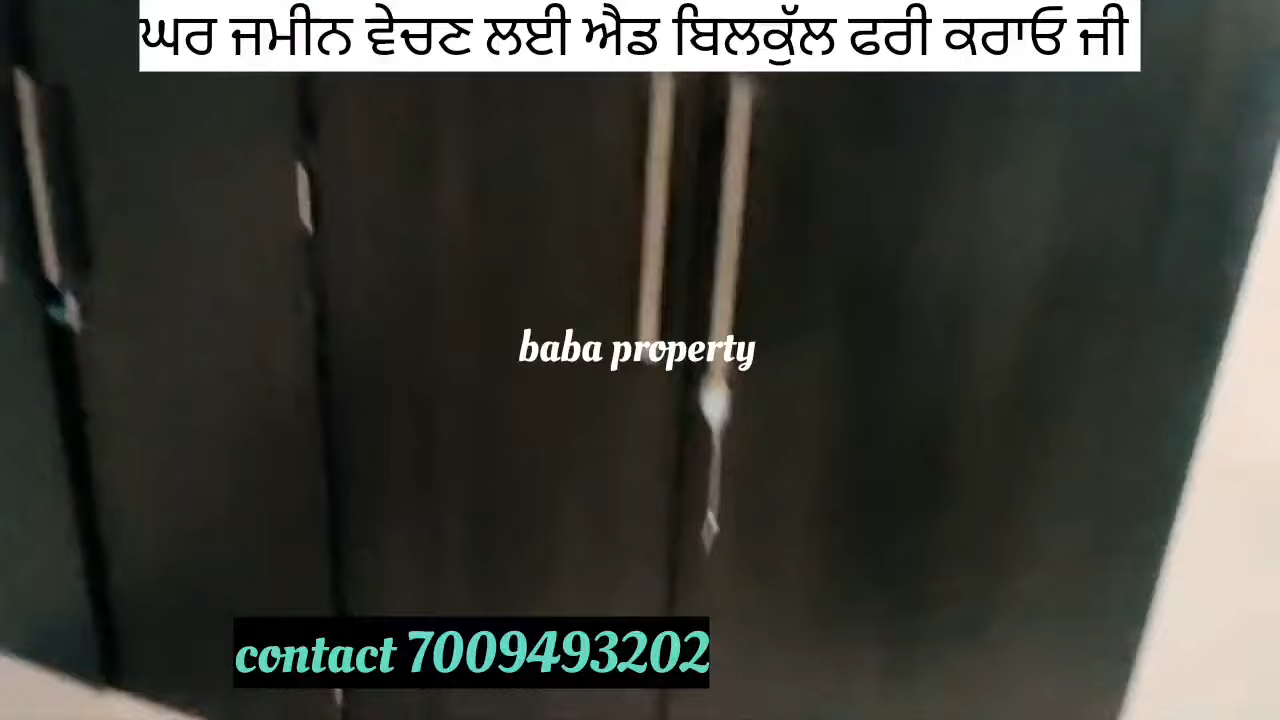 ਘਰ ਜਮੀਨ ਵੇਚਣ ਲਈ ਐਡ ਬਿਲਕੁੱਲ ਫਰੀ ਕਰਾਓ ਜੀ
baba property
contact 7009493202